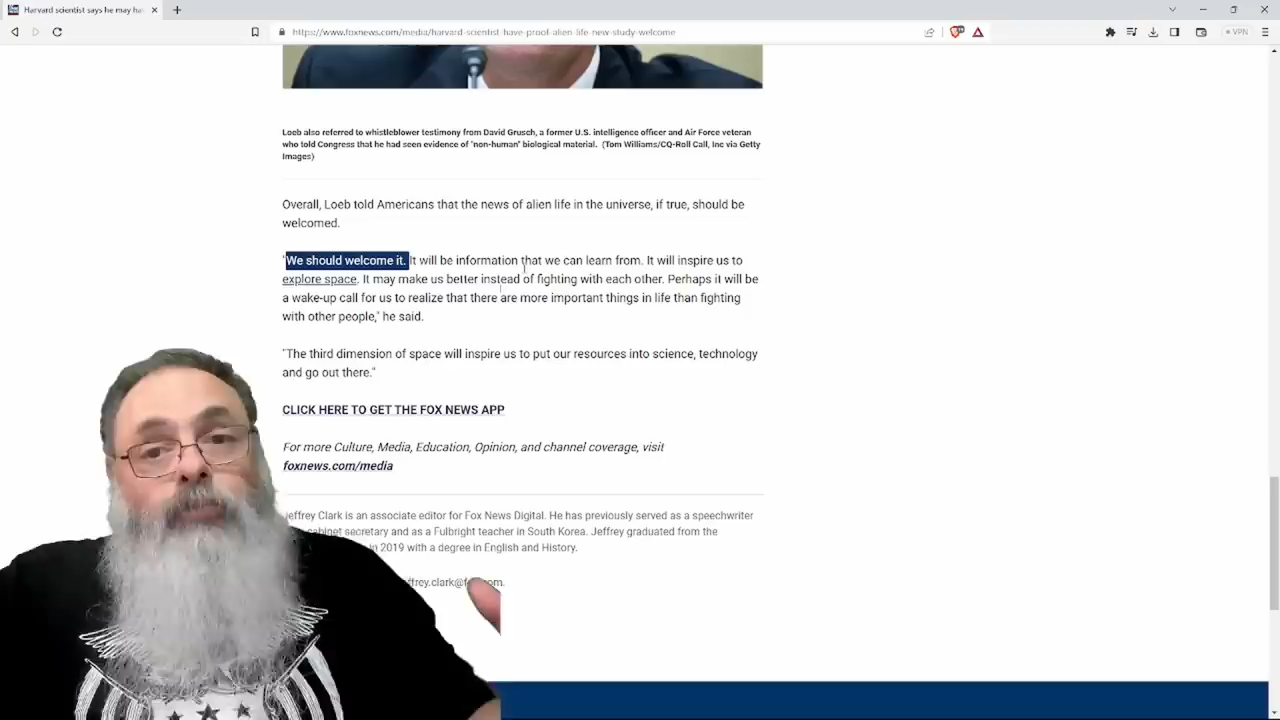 Harvard scientist says he may ha
https://www.foxnews.com/media/harvard-scientist-have-proof-alien-life-new-study-welcome
VPN
Loeb also referred to whistleblower testimony from David Grusch, a former U.S. intelligence officer and Air Force veteran
who told Congress that he had seen evidence of "non-human" biological material. (Tom Williams/CQ-Roll Call, Inc via Getty
Images)
Overall, Loeb told Americans that the news of alien life in the universe, if true, should be
welcomed.
"We should welcome it. It will be information that we can learn from. It will inspire us to
explore space. It may make us better instead of fighting with each other. Perhaps it will be
a wake-up call for us to realize that there are more important things in life than fighting
with other people," he said.
"The third dimension of space will inspire us to put our resources into science, technology
and go out there."
CLICK HERE TO GET THE FOX NEWS APP
For more Culture, Media, Education, Opinion, and channel coverage, visit
foxnews.com/media
Jeffrey Clark is an associate editor for Fox News Digital. He has previously served as a speechwriter
cabinet secretary and as a Fulbright teacher in South Korea. Jeffrey graduated from the
in 2019 with a degree in English and History.